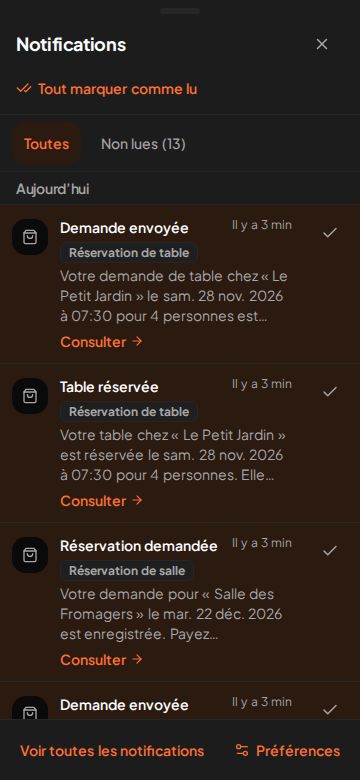 Notifications
Tout marquer comme lu
Toutes
Non lues (13)
Aujourd'hui
Demande envoyée
Il y a 3 min
Réservation de table
Votre demande de table chez « Le
Petit Jardin » le sam. 28 nov. 2026
à 07:30 pour 4 personnes est…
Consulter →
Table réservée
Il y a 3 min
Réservation de table
Votre table chez « Le Petit Jardin »
est réservée le sam. 28 nov. 2026
à 07:30 pour 4 personnes. Elle…
Consulter →
Réservation demandée
Il y a 3 min
Réservation de salle
Votre demande pour « Salle des
Fromagers » le mar. 22 déc. 2026
est enregistrée. Payez…
Consulter →
Demande envoyée
Il y a 3 min
Voir toutes les notifications
Préférences